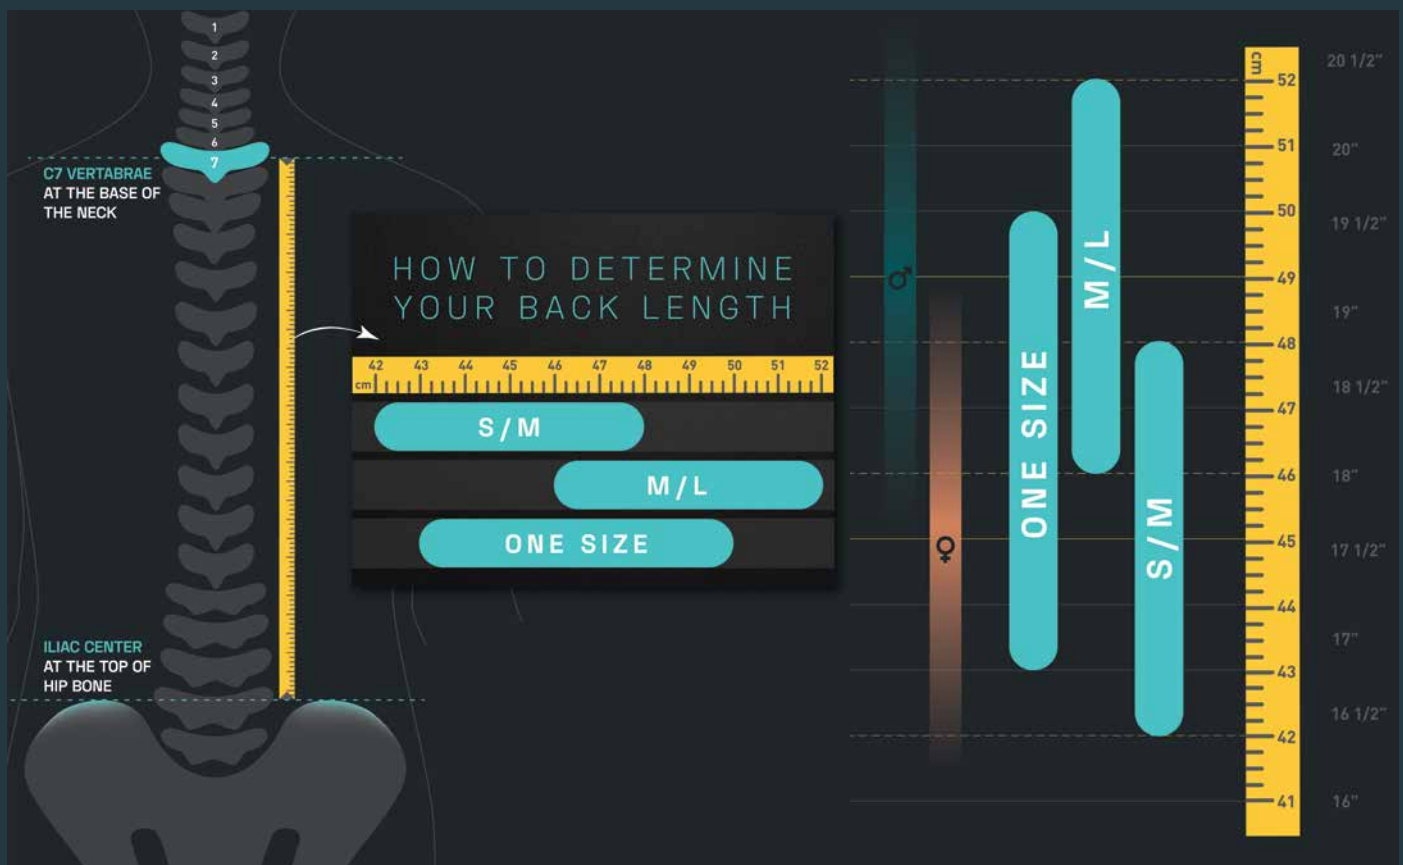 1
2
3
4
5
6
7
C7 VERTABRAE
AT THE BASE OF
THE NECK
ILIAC CENTER
AT THE TOP OF
HIP BONE
HOW TO DETERMINE
YOUR BACK LENGTH
42 43 44 45 46 47 48 49 50 51 52
cm
S/M
M/L
ONE SIZE
♂
♀
ONE SIZE
M/L
S/M
cm
52
51
50
49
48
47
46
45
44
43
42
41
20 1/2"
20"
19 1/2"
19"
18 1/2"
18"
17 1/2"
17"
16 1/2"
16"